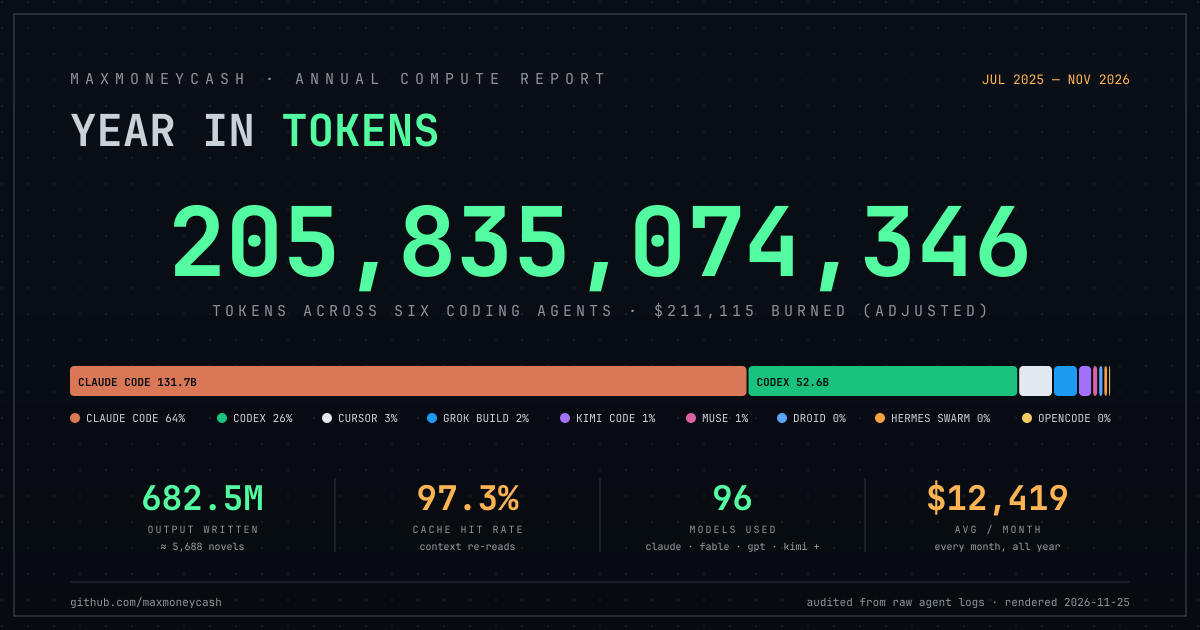 MAXMONEYCASH · ANNUAL COMPUTE REPORT
JUL 2025 — NOV 2026
YEAR IN TOKENS
205,835,074,346
TOKENS ACROSS SIX CODING AGENTS · $211,115 BURNED (ADJUSTED)
CLAUDE CODE 131.7B CODEX 52.6B
CLAUDE CODE 64% CODEX 26% CURSOR 3% GROK BUILD 2% KIMI CODE 1% MUSE 1% DROID 0% HERMES SWARM 0% OPENCODE 0%
682.5M 97.3% 96 $12,419
OUTPUT WRITTEN CACHE HIT RATE MODELS USED AVG / MONTH
≈ 5,688 novels context re-reads claude · fable · gpt · kimi + every month, all year
github.com/maxmoneycash audited from raw agent logs · rendered 2026-11-25